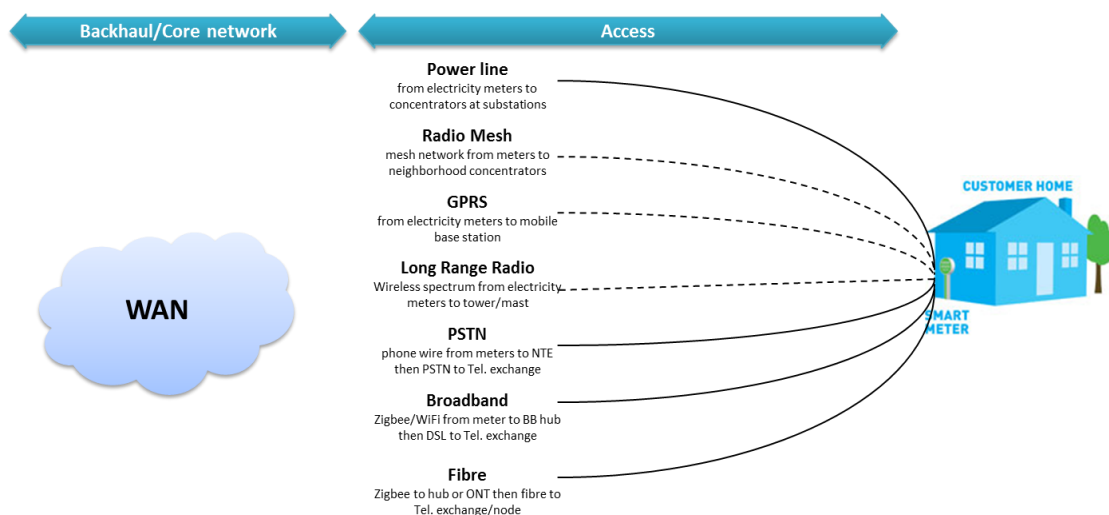 Backhaul/Core network
Access
Power line
from electricity meters to
concentrators at substations
Radio Mesh
mesh network from meters to
neighborhood concentrators
GPRS
from electricity meters to mobile
base station
Long Range Radio
Wireless spectrum from electricity
meters to tower/mast
PSTN
phone wire from meters to NTE
then PSTN to Tel. exchange
Broadband
Zigbee/WiFi from meter to BB hub
then DSL to Tel. exchange
Fibre
Zigbee to hub or ONT then fibre to
Tel. exchange/node
WAN
CUSTOMER HOME
SMART
METER